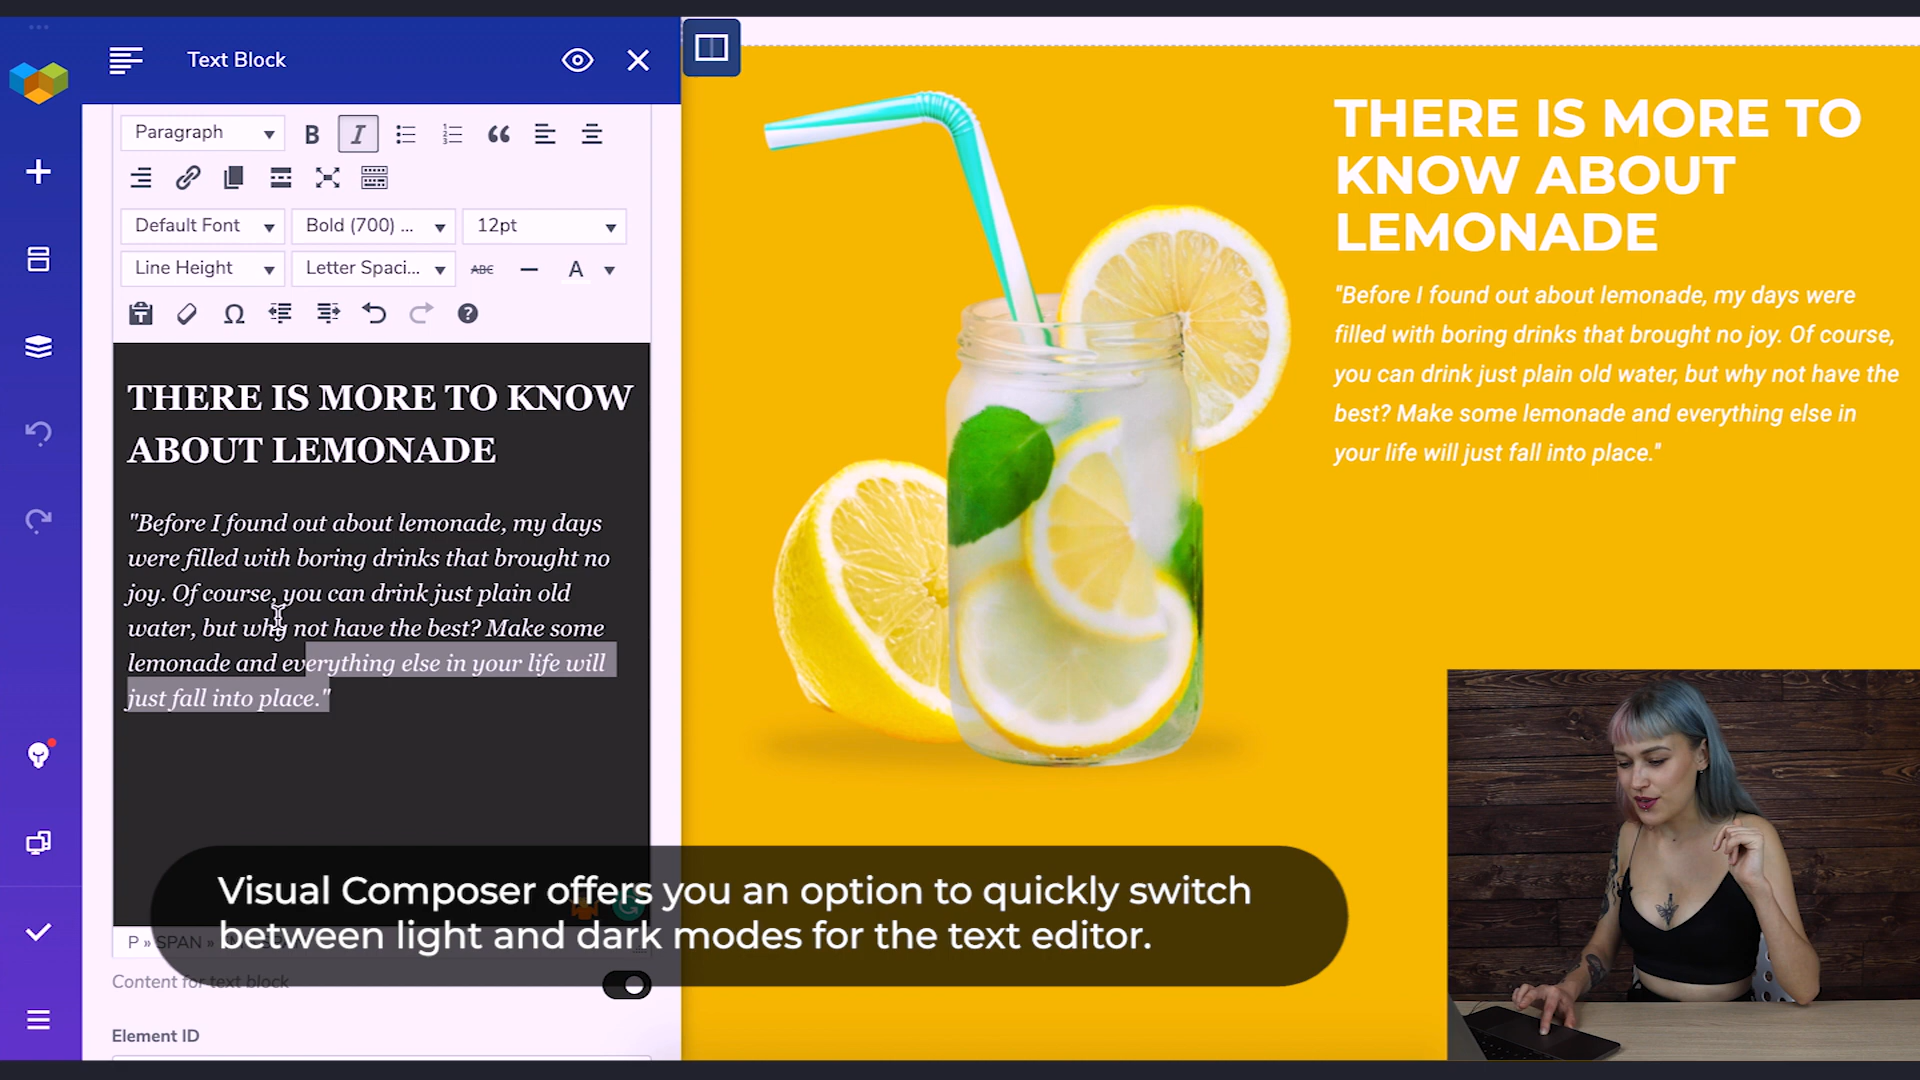 Text Block
Paragraph
B I
Default Font
Bold (700) ...
12pt
Line Height
Letter Spaci...
ABC
A
Ω
?
THERE IS MORE TO KNOW
ABOUT LEMONADE
"Before I found out about lemonade, my days
were filled with boring drinks that brought no
joy. Of course, you can drink just plain old
water, but why not have the best? Make some
lemonade and everything else in your life will
just fall into place."
P » SPAN »
Content for text block
Element ID
THERE IS MORE TO
KNOW ABOUT
LEMONADE
"Before I found out about lemonade, my days were
filled with boring drinks that brought no joy. Of course,
you can drink just plain old water, but why not have the
best? Make some lemonade and everything else in
your life will just fall into place."
Visual Composer offers you an option to quickly switch
between light and dark modes for the text editor.